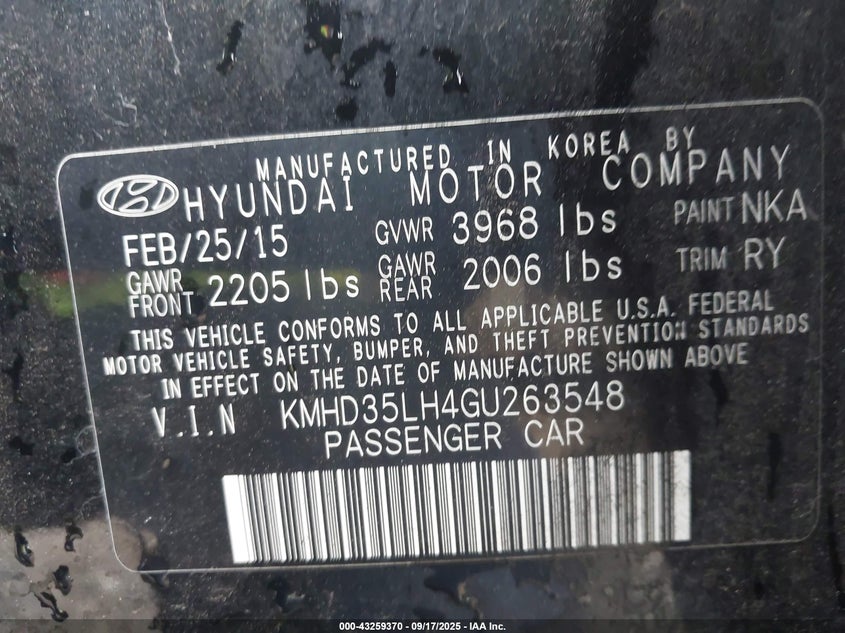 MANUFACTURED IN KOREA BY
HYUNDAI MOTOR COMPANY
FEB/25/15 GVWR 3968 lbs PAINT NKA
GAWR FRONT 2205 lbs GAWR REAR 2006 lbs TRIM RY
THIS VEHICLE CONFORMS TO ALL APPLICABLE U.S.A. FEDERAL
MOTOR VEHICLE SAFETY, BUMPER, AND THEFT PREVENTION STANDARDS
IN EFFECT ON THE DATE OF MANUFACTURE SHOWN ABOVE
V.I.N KMHD35LH4GU263548
PASSENGER CAR
000-43259370 - 09/17/2025 - IAA Inc.